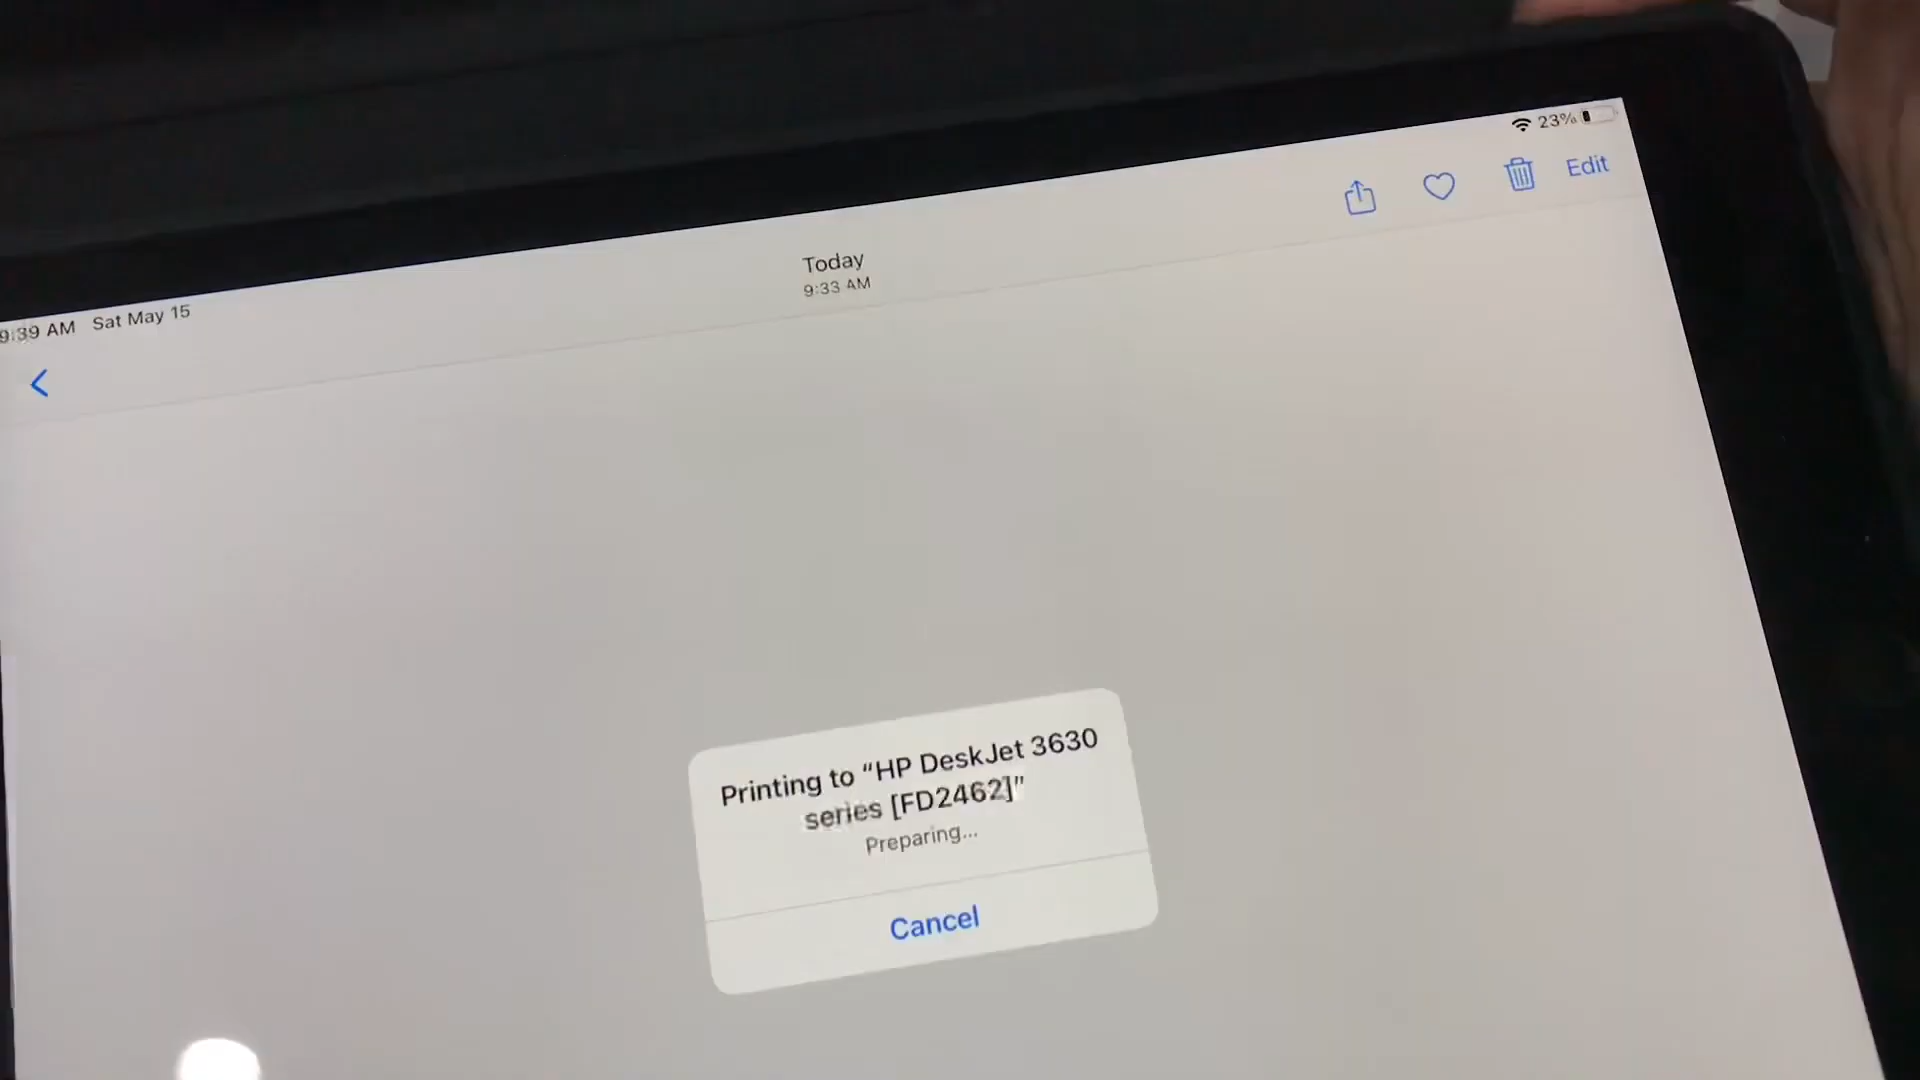 9:39 AM Sat May 15
23%
Today
9:33 AM
Edit
Printing to “HP DeskJet 3630
series [FD2462]”
Preparing...
Cancel